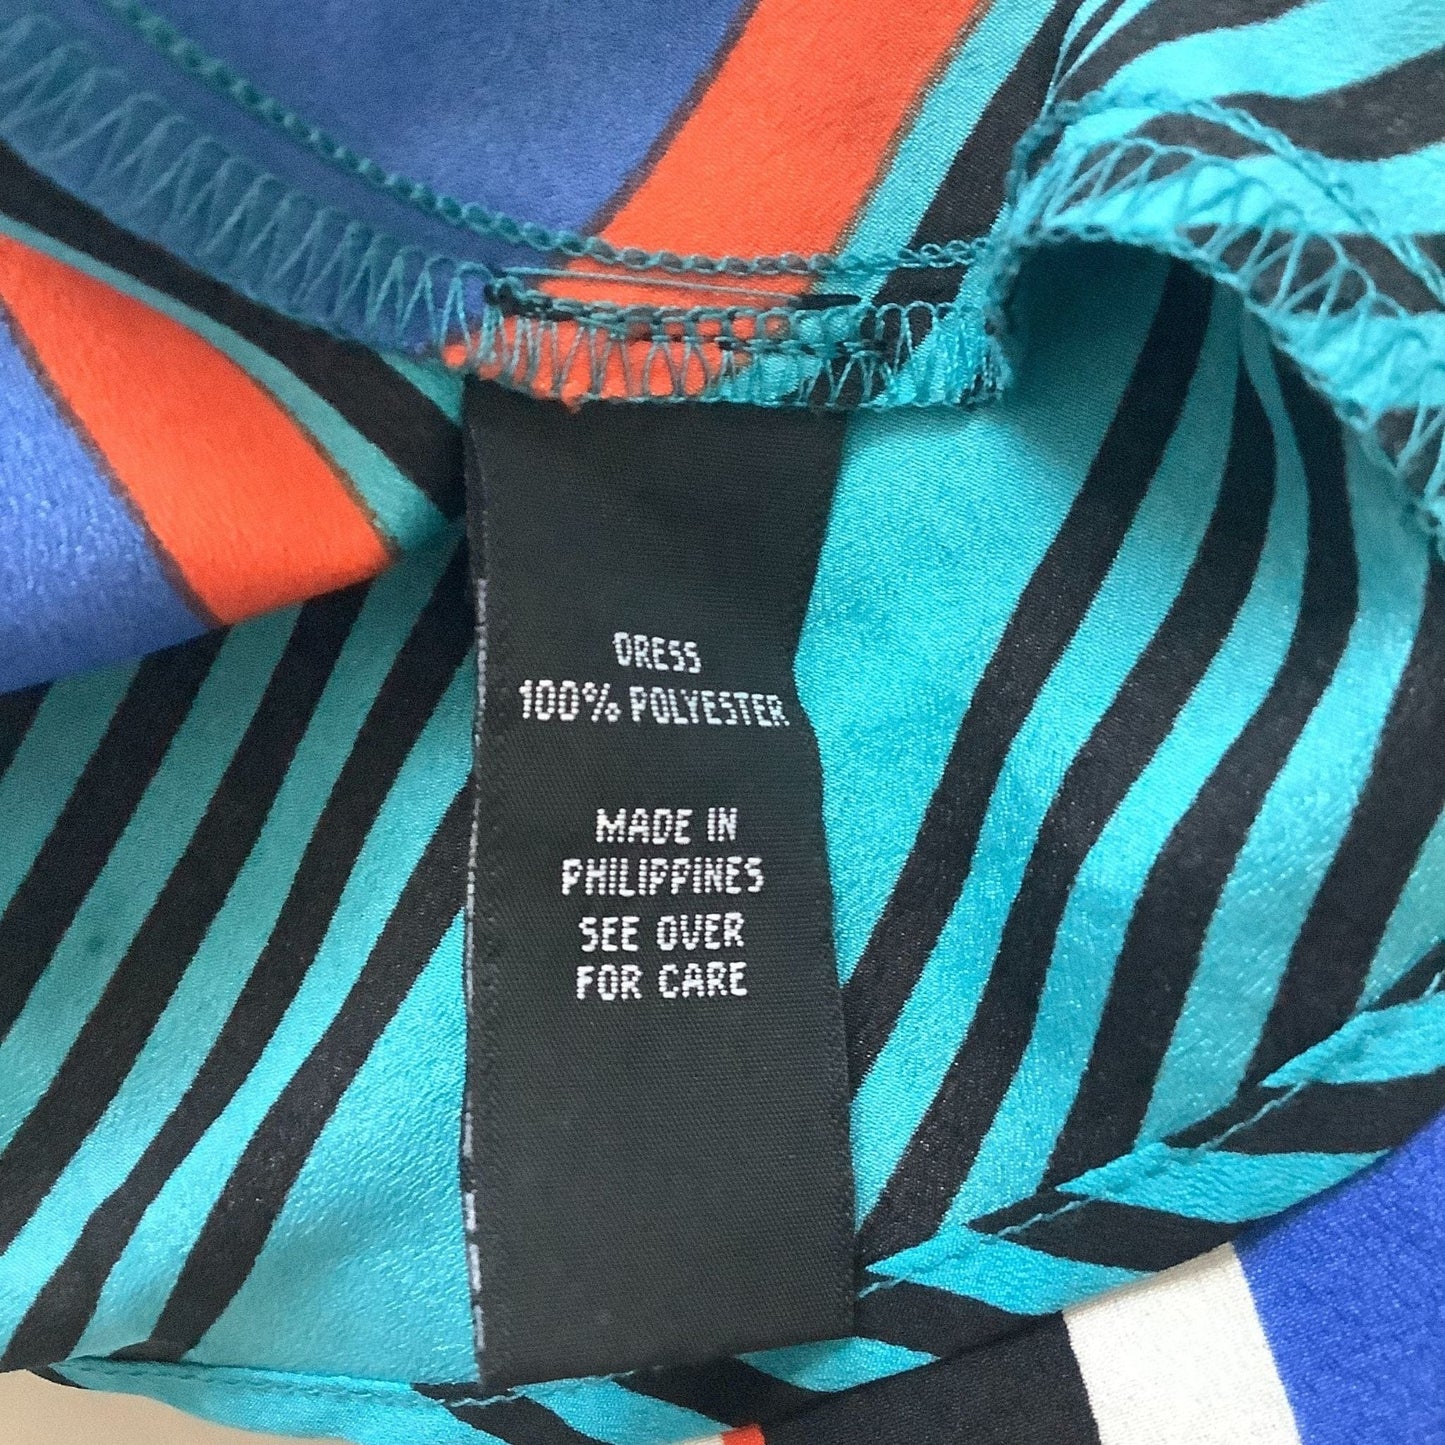 DRESS
100% POLYESTER
MADE IN
PHILIPPINES
SEE OVER
FOR CARE